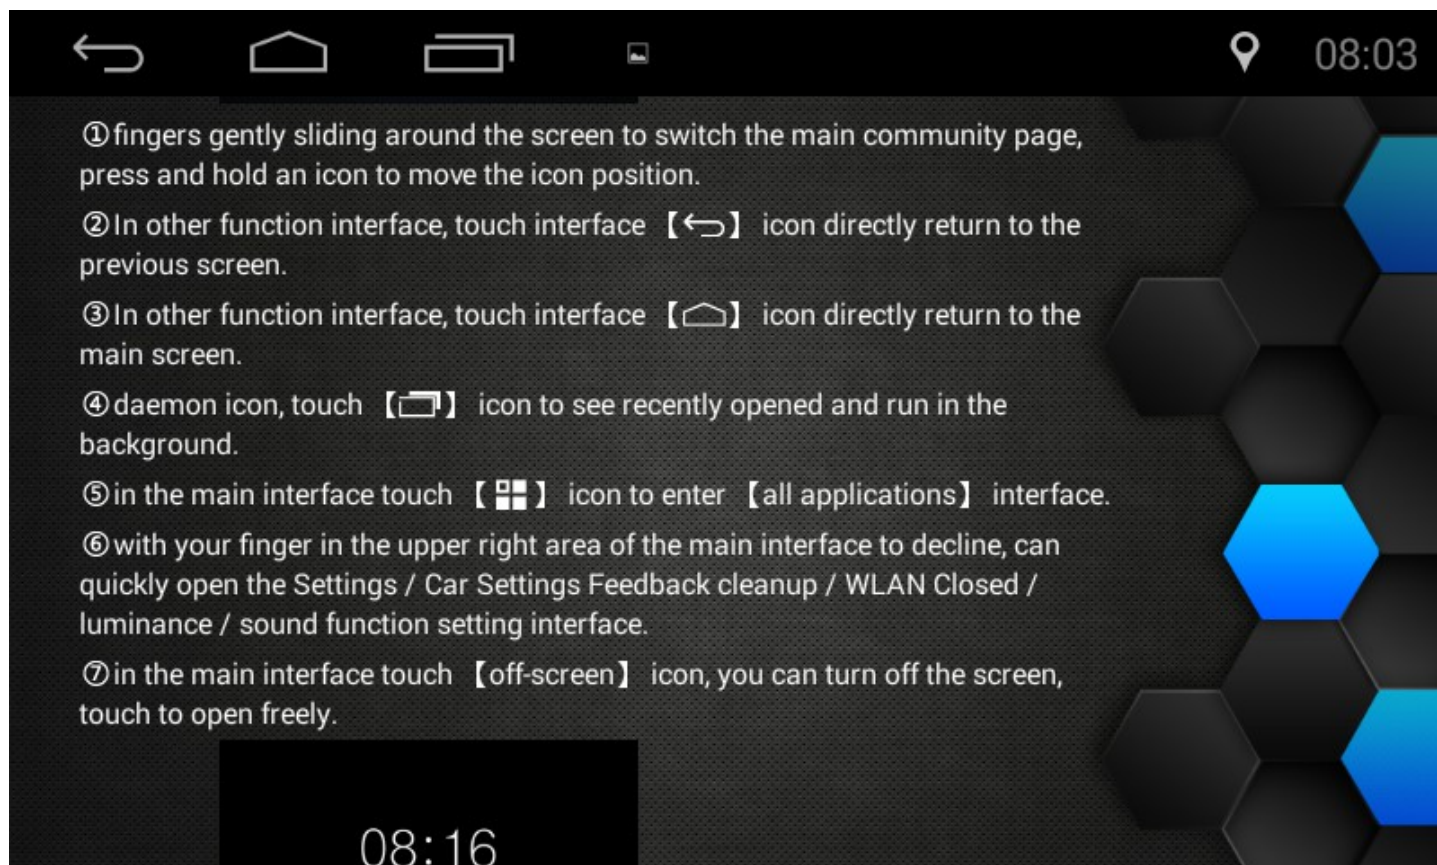 08:03
①fingers gently sliding around the screen to switch the main community page,
press and hold an icon to move the icon position.
②In other function interface, touch interface 【】 icon directly return to the
previous screen.
③In other function interface, touch interface 【】 icon directly return to the
main screen.
④daemon icon, touch 【】 icon to see recently opened and run in the
background.
⑤in the main interface touch 【】 icon to enter 【all applications】 interface.
⑥with your finger in the upper right area of the main interface to decline, can
quickly open the Settings / Car Settings Feedback cleanup / WLAN Closed /
luminance / sound function setting interface.
⑦in the main interface touch 【off-screen】 icon, you can turn off the screen,
touch to open freely.
08:16